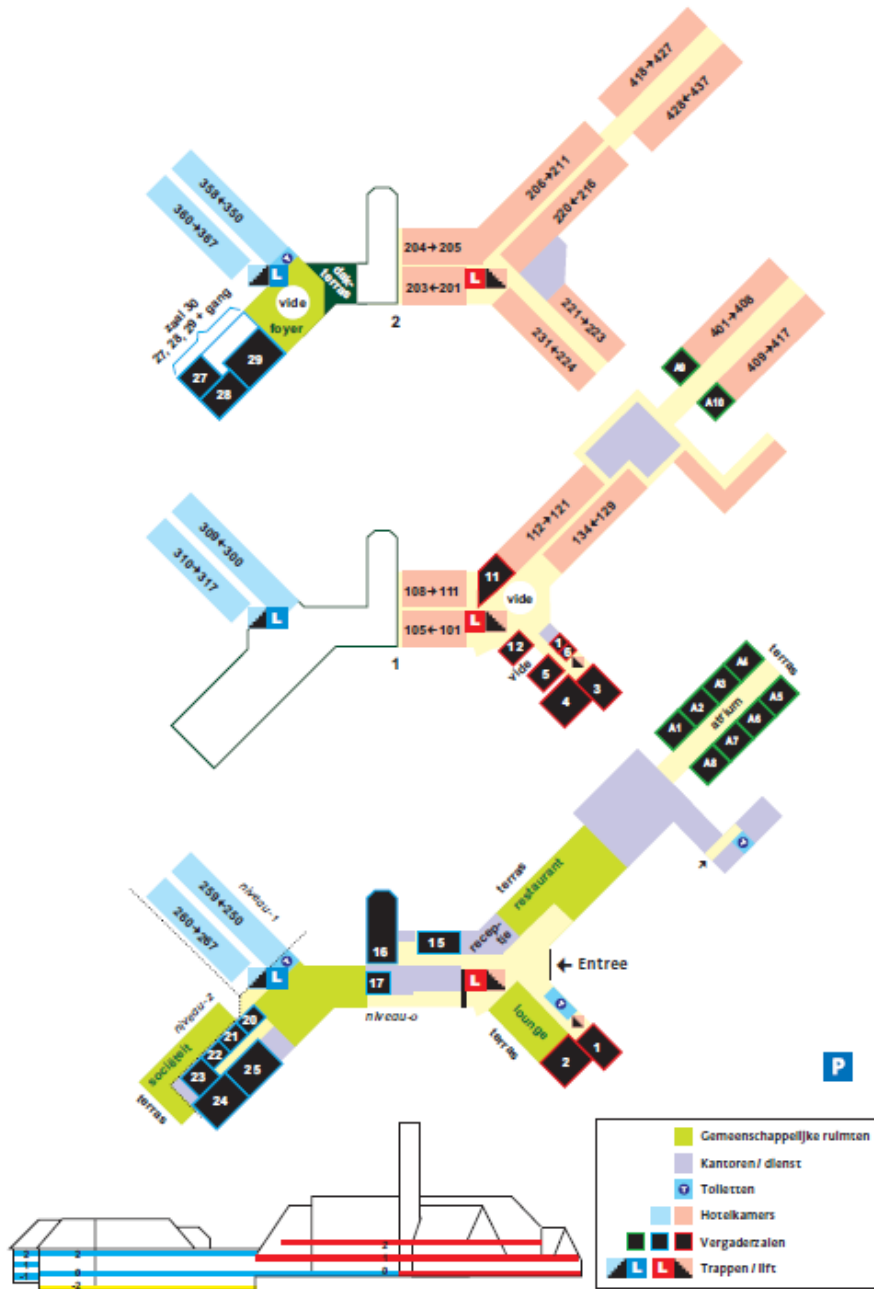 418→427
428←437
358←350
360→367
206→211
220←216
204→205
203←201
L
L
dak-
terras
vide
foyer
zaal 30
27, 28, 29 + gang
27
28
29
2
221→223
231←224
401→408
409→417
A9
A10
309←300
310→317
L
112→121
134←129
108→111
105←101
11
vide
L
12
vide
5
4
3
1
6
1
A1
A2
A3
A4
atrium
terras
A5
A6
A7
A8
259←250
260→267
niveau-1
L
niveau-2
sociëteit
terras
20
21
22
23
24
25
16
15
17
niveau-0
recep-
tie
terras
restaurant
L
← Entree
lounge
terras
2
1
P
Gemeenschappelijke ruimten
Kantoren / dienst
Toiletten
Hotelkamers
Vergaderzalen
L L Trappen / lift
2 2 2
1 1
0 0
-1
-2